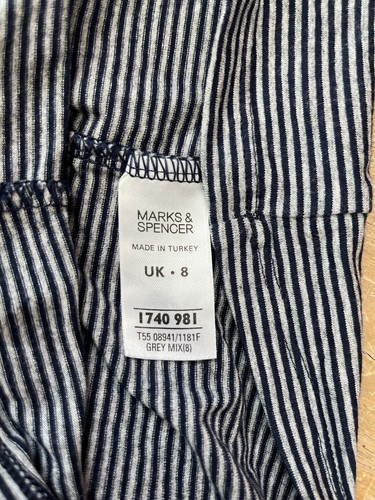 MARKS &
SPENCER
MADE IN TURKEY
UK • 8
1740 981
T55 08941/1181F
GREY MIX(8)